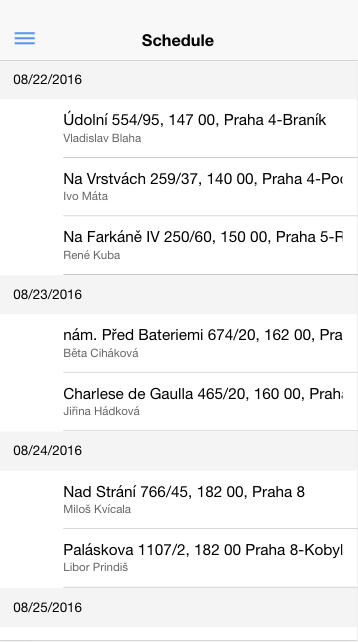 Schedule
08/22/2016
Údolní 554/95, 147 00, Praha 4-Braník
Vladislav Blaha
Na Vrstvách 259/37, 140 00, Praha 4-Poc
Ivo Máta
Na Farkáně IV 250/60, 150 00, Praha 5-R
René Kuba
08/23/2016
nám. Před Bateriemi 674/20, 162 00, Pra
Běta Ciháková
Charlese de Gaulla 465/20, 160 00, Praha
Jiřina Hádková
08/24/2016
Nad Strání 766/45, 182 00, Praha 8
Miloš Kvícala
Paláskova 1107/2, 182 00 Praha 8-Kobyl
Libor Prindiš
08/25/2016